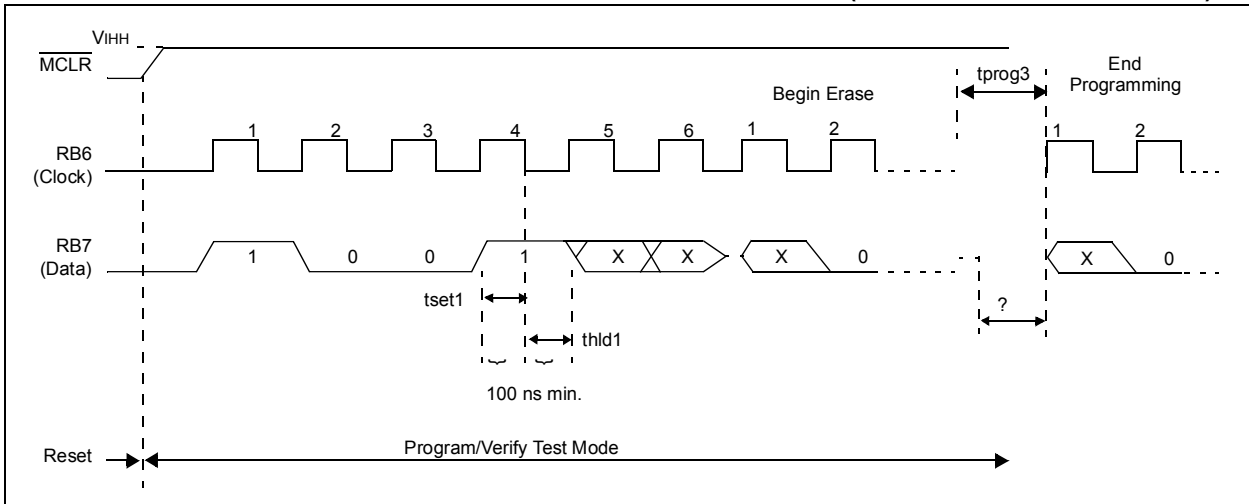 VIHH
MCLR
tprog3
End
Programming
Begin Erase
1 2 3 4 5 6 1 2 1 2
RB6
(Clock)
RB7
(Data)
1 0 0 1 X X X 0 X 0
tset1
?
thld1
100 ns min.
Reset
Program/Verify Test Mode